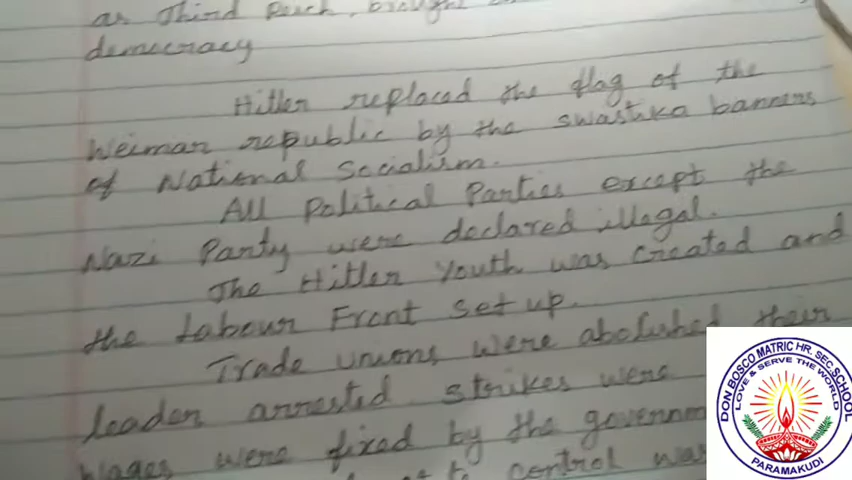 as Third Reich, brought
democracy
Hitler replaced the flag of the
Weimar republic by the swastika banners
of National Socialism.
All Political Parties except the
Nazi Party were declared illegal.
The Hitler Youth was created and
the Labour Front set up.
Trade unions were abolished their
leader arrested. strikes were
Wages were fixed by the governm
control was
DON BOSCO MATRIC HR. SEC SCHOOL
LOVE & SERVE THE WORLD
PARAMAKUDI